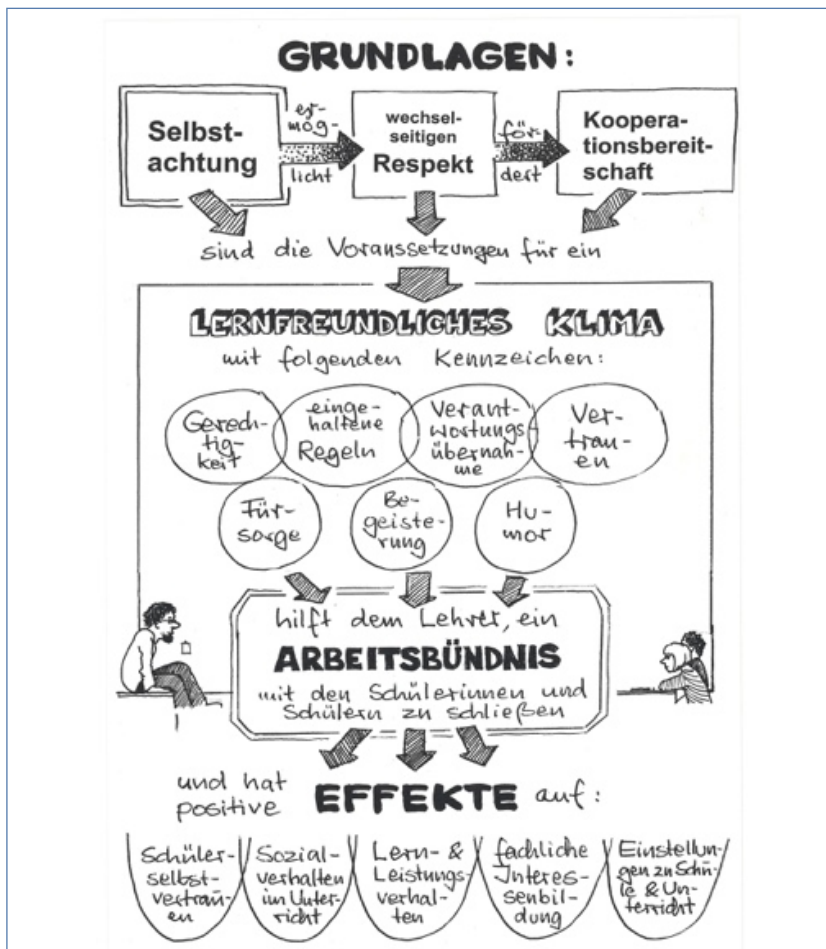 GRUNDLAGEN:
Selbst-
achtung
er-
mög-
licht
wechsel-
seitigen
Respekt
för-
dert
Koopera-
tionsbereit-
schaft
sind die Voraussetzungen für ein
LERNFREUNDLICHES KLIMA
mit folgenden Kennzeichen:
Gerech-
tig-
keit
einge-
haltene
Regeln
Verant-
wortungs
übernah-
me
Ver-
trau-
en
Für-
sorge
Be-
geiste-
rung
Hu-
mor
hilft dem Lehrer, ein
ARBEITSBÜNDNIS
mit den Schülerinnen und
Schülern zu schließen
und hat
positive EFFEKTE auf:
Schüler-
selbst-
vertrau-
en
Sozial-
verhalten
im Unter-
richt
Lern- &
Leistungs-
verhal-
ten
fachliche
Interes-
senbil-
dung
Einstellun-
gen zu Schu-
le & Un-
terricht